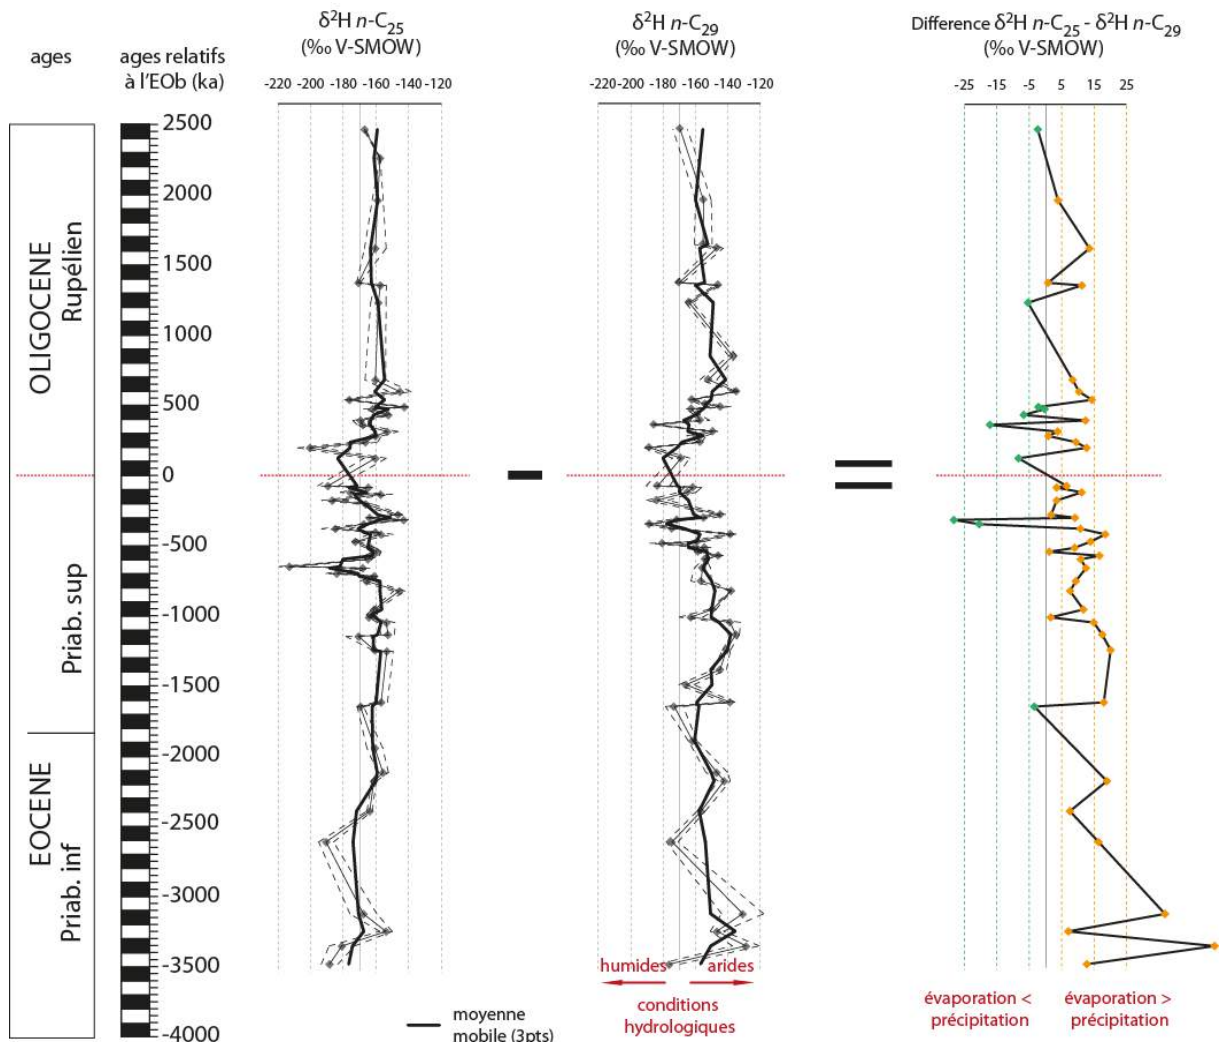 δ²H n-C₂₅
(‰ V-SMOW)
δ²H n-C₂₉
(‰ V-SMOW)
Difference δ²H n-C₂₅ - δ²H n-C₂₉
(‰ V-SMOW)
ages
ages relatifs
à l'EOb (ka)
-220 -200 -180 -160 -140 -120
-220 -200 -180 -160 -140 -120
-25 -15 -5 5 15 25
2500
2000
1500
1000
500
0
-500
-1000
-1500
-2000
-2500
-3000
-3500
-4000
OLIGOCENE
Rupélien
EOCENE
Priab. sup
Priab. inf
humides arides
conditions
hydrologiques
moyenne
mobile (3pts)
évaporation <
précipitation
évaporation >
précipitation